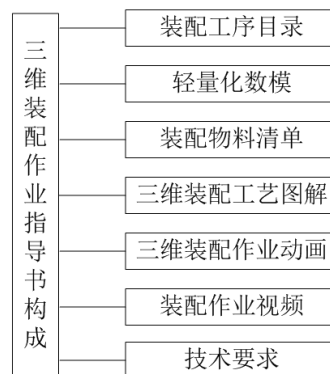 三维装配作业指导书构成
装配工序目录
轻量化数模
装配物料清单
三维装配工艺图解
三维装配作业动画
装配作业视频
技术要求